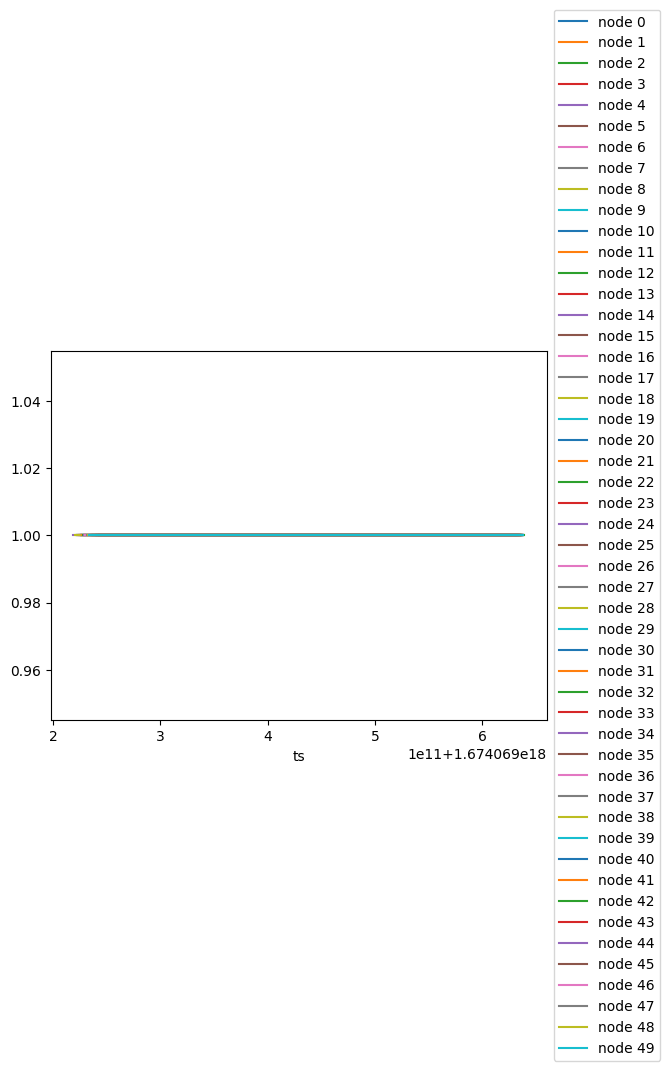 1.04
1.02
1.00
0.98
0.96
2 3 4 5 6
ts
1e11+1.674069e18
node 0
node 1
node 2
node 3
node 4
node 5
node 6
node 7
node 8
node 9
node 10
node 11
node 12
node 13
node 14
node 15
node 16
node 17
node 18
node 19
node 20
node 21
node 22
node 23
node 24
node 25
node 26
node 27
node 28
node 29
node 30
node 31
node 32
node 33
node 34
node 35
node 36
node 37
node 38
node 39
node 40
node 41
node 42
node 43
node 44
node 45
node 46
node 47
node 48
node 49